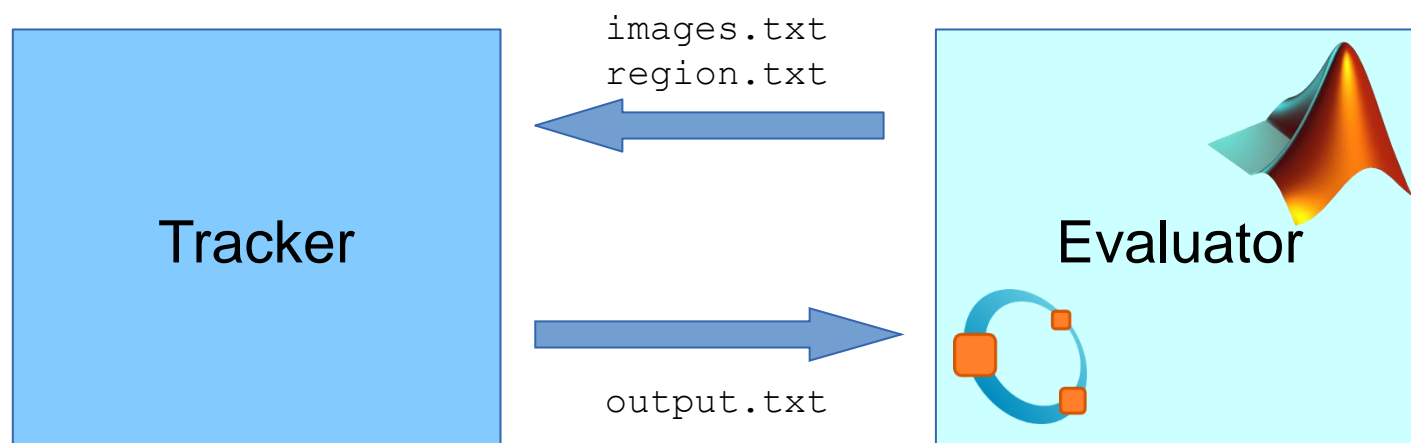 images.txt
region.txt
Tracker
Evaluator
output.txt